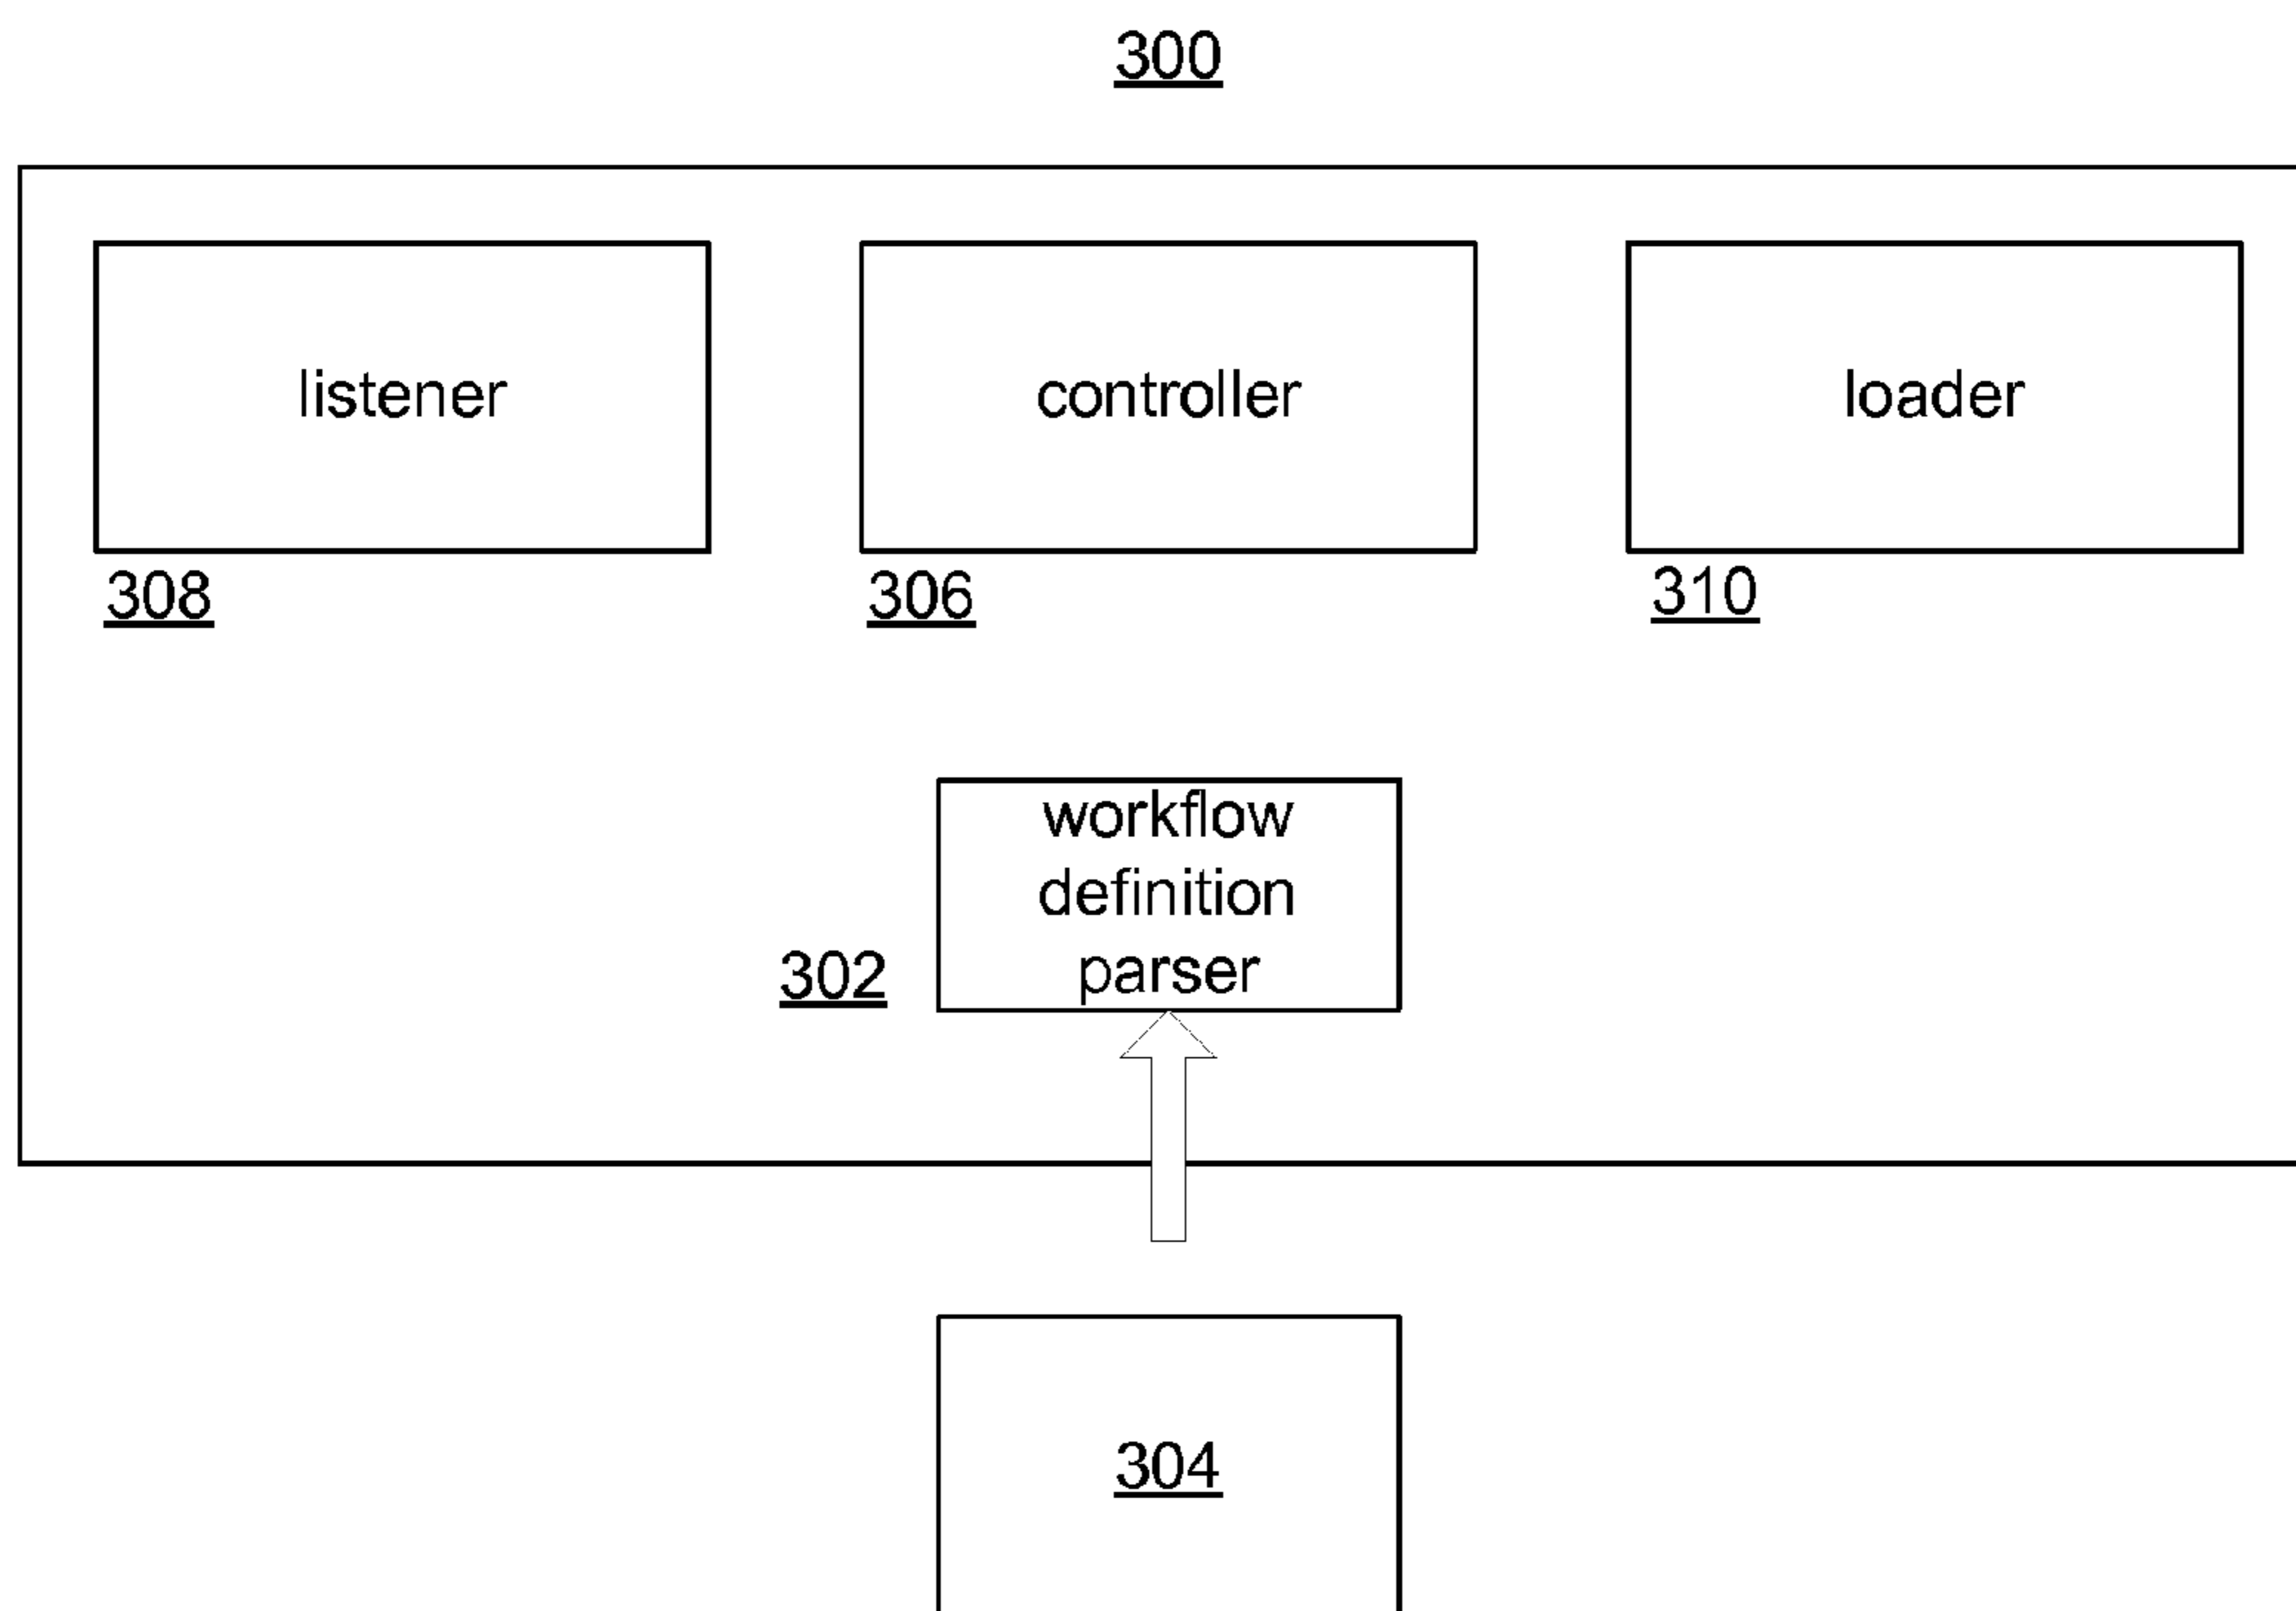 300
listener
controller
loader
308
306
310
workflow
definition
parser
302
304